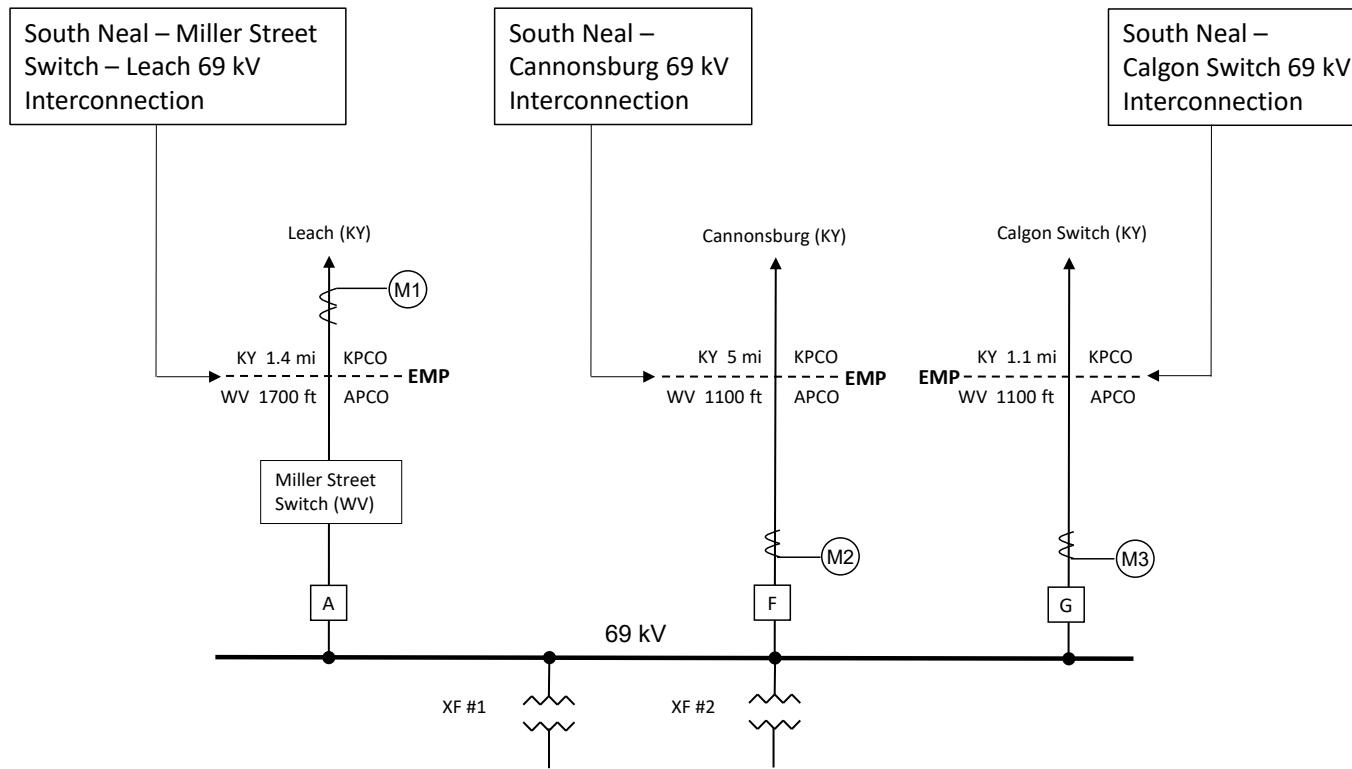 South Neal – Miller Street
Switch – Leach 69 kV
Interconnection
South Neal –
Cannonsburg 69 kV
Interconnection
South Neal –
Calgon Switch 69 kV
Interconnection
Leach (KY)
Cannonsburg (KY)
Calgon Switch (KY)
M1
KY 1.4 mi KPCO
EMP
WV 1700 ft APCO
KY 5 mi KPCO
EMP
WV 1100 ft APCO
KY 1.1 mi KPCO
EMP
WV 1100 ft APCO
Miller Street
Switch (WV)
M2
M3
A
F
G
69 kV
XF #1
XF #2